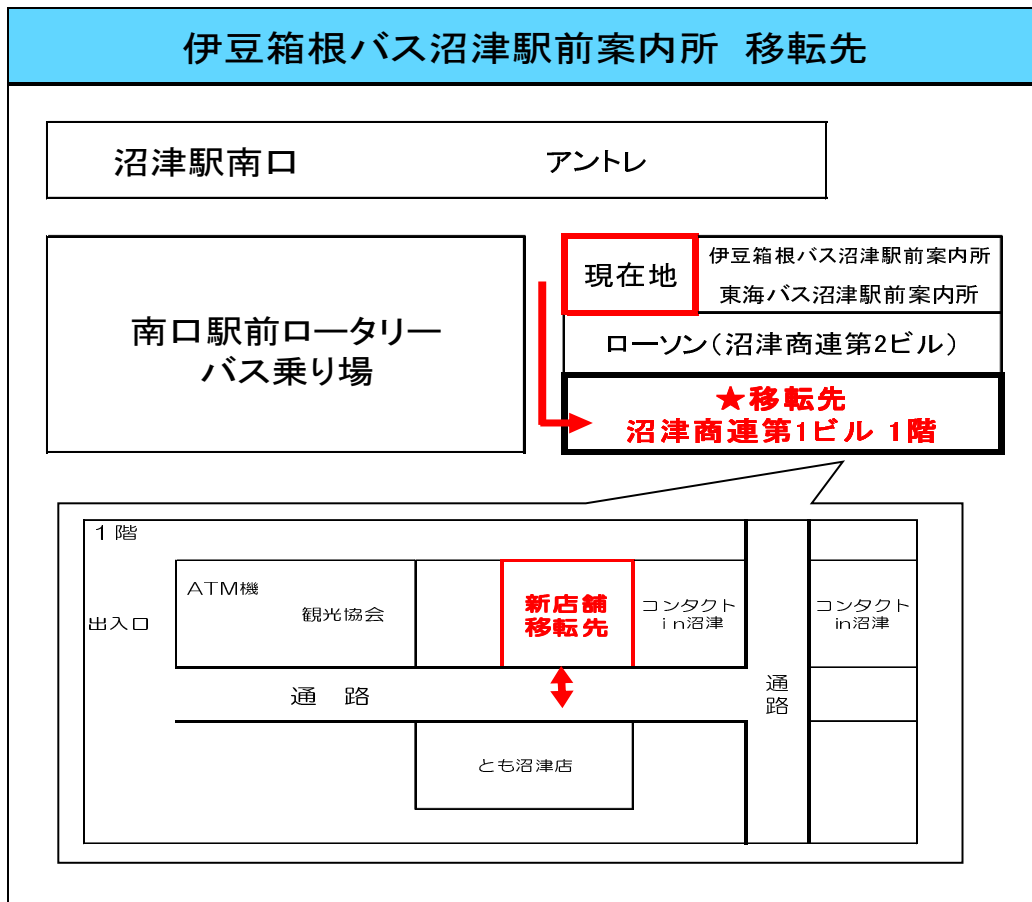 伊豆箱根バス沼津駅前案内所 移転先
沼津駅南口
アントレ
南口駅前ロータリー
バス乗り場
現在地
伊豆箱根バス沼津駅前案内所
東海バス沼津駅前案内所
ローソン(沼津商連第2ビル)
★移転先
沼津商連第1ビル 1階
1階
出入口
ATM機
観光協会
新店舗
移転先
コンタクト
in沼津
コンタクト
in沼津
通 路
通
路
とも沼津店